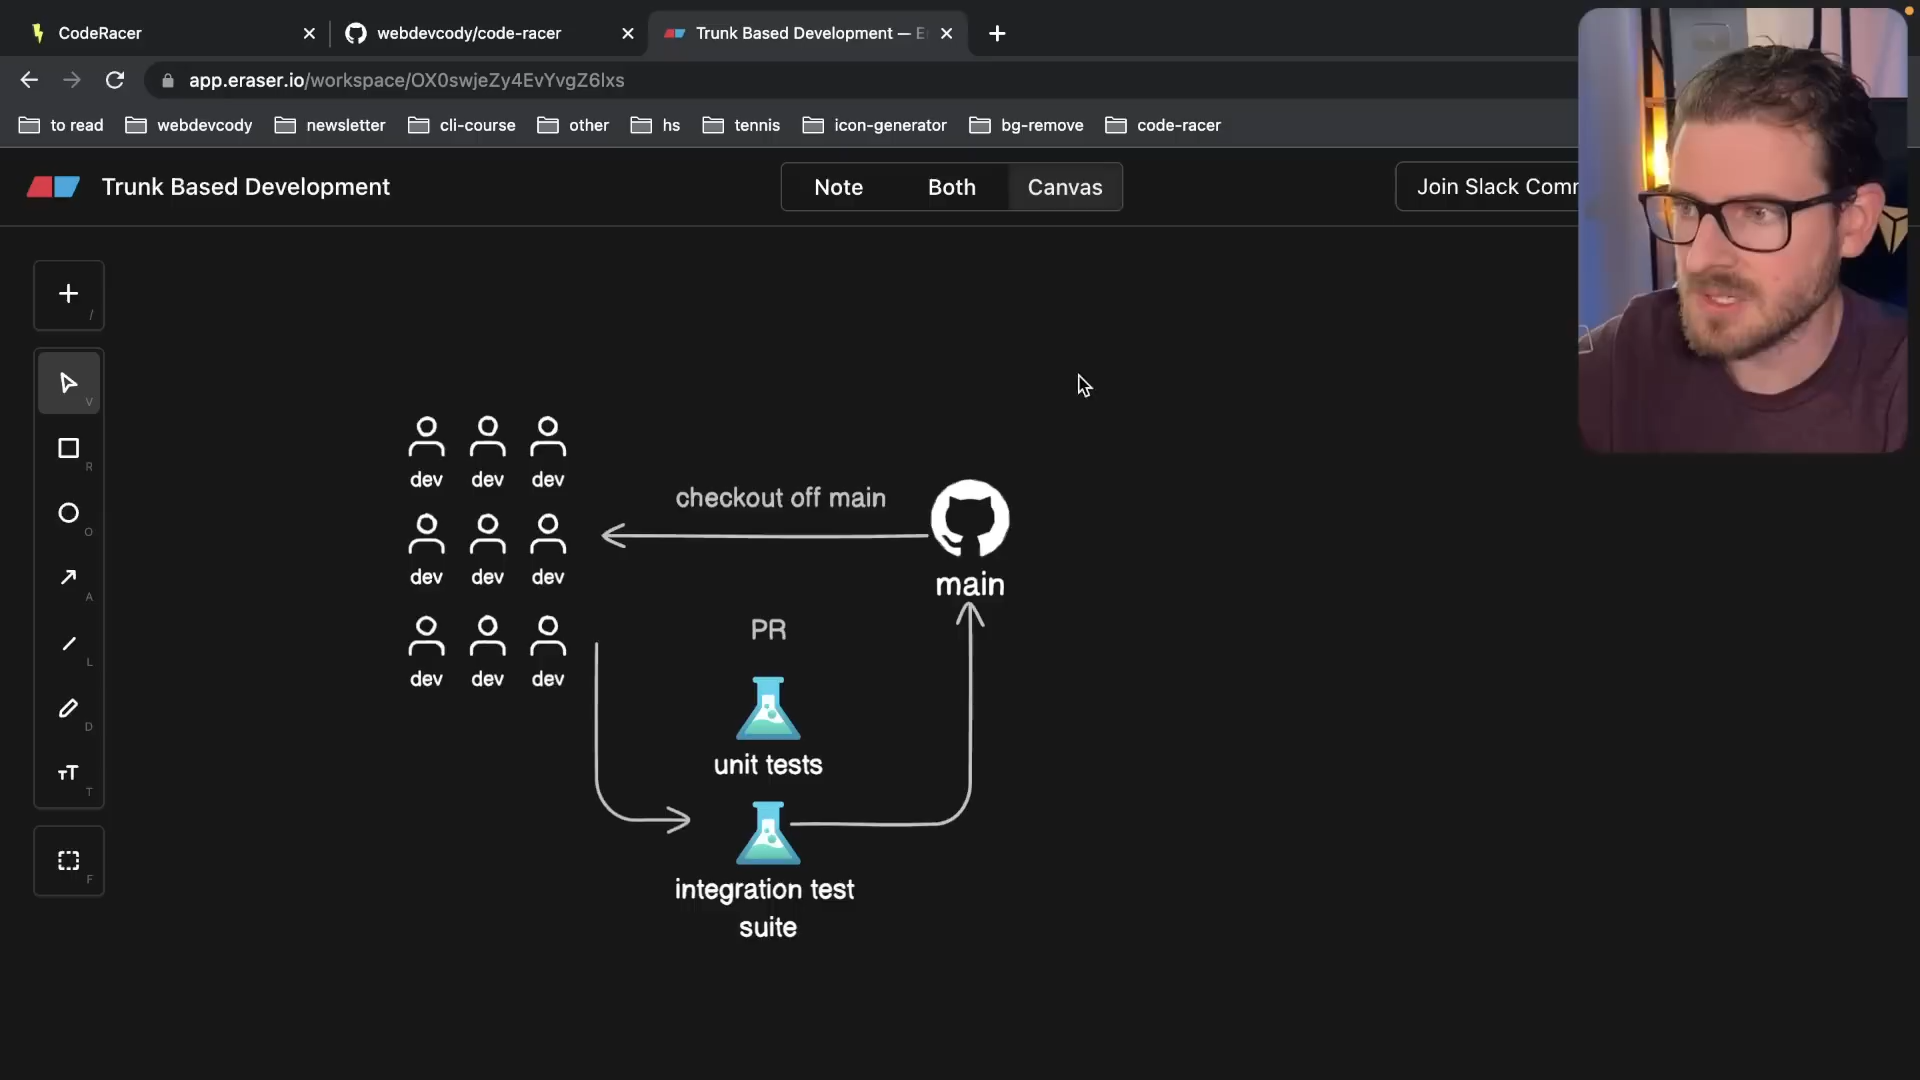 CodeRacer
webdevcody/code-racer
Trunk Based Development — E
app.eraser.io/workspace/OX0swjeZy4EvYvgZ6lxs
to read
webdevcody
newsletter
cli-course
other
hs
tennis
icon-generator
bg-remove
code-racer
Trunk Based Development
Note
Both
Canvas
Join Slack Comm
/
V
R
O
A
L
D
T
F
dev dev dev
checkout off main
dev dev dev
main
PR
dev dev dev
unit tests
integration test
suite